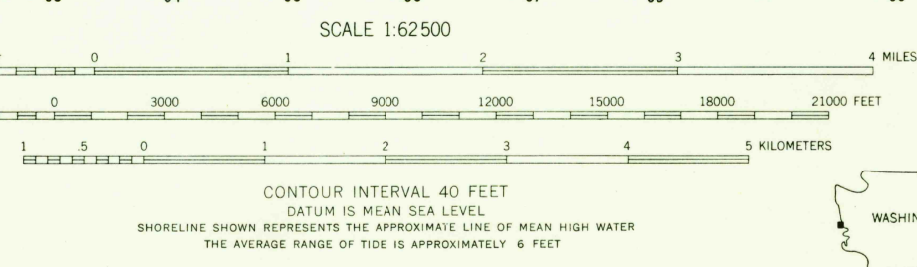 SCALE 1:62500
0 1 2 3 4 MILES
0 3000 6000 9000 12000 15000 18000 21000 FEET
1 .5 0 1 2 3 4 5 KILOMETERS
CONTOUR INTERVAL 40 FEET
DATUM IS MEAN SEA LEVEL
SHORELINE SHOWN REPRESENTS THE APPROXIMATE LINE OF MEAN HIGH WATER
THE AVERAGE RANGE OF TIDE IS APPROXIMATELY 6 FEET
WASHIN